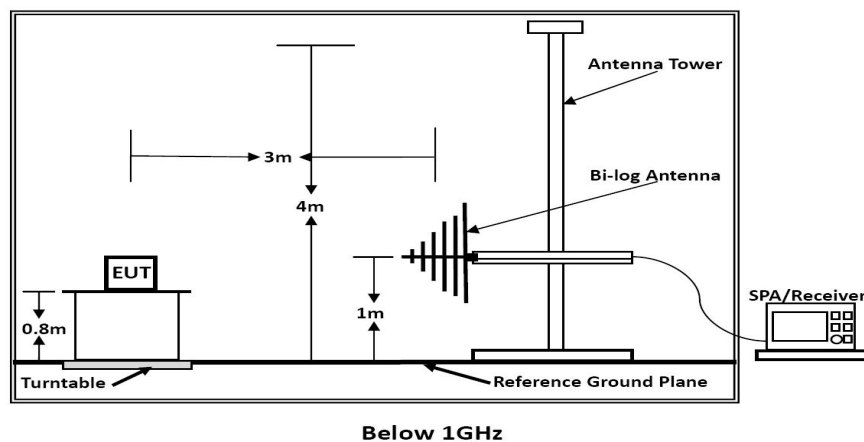 Antenna Tower
3m
Bi-log Antenna
4m
EUT
SPA/Receiver
0.8m
1m
Turntable
Reference Ground Plane
Below 1GHz